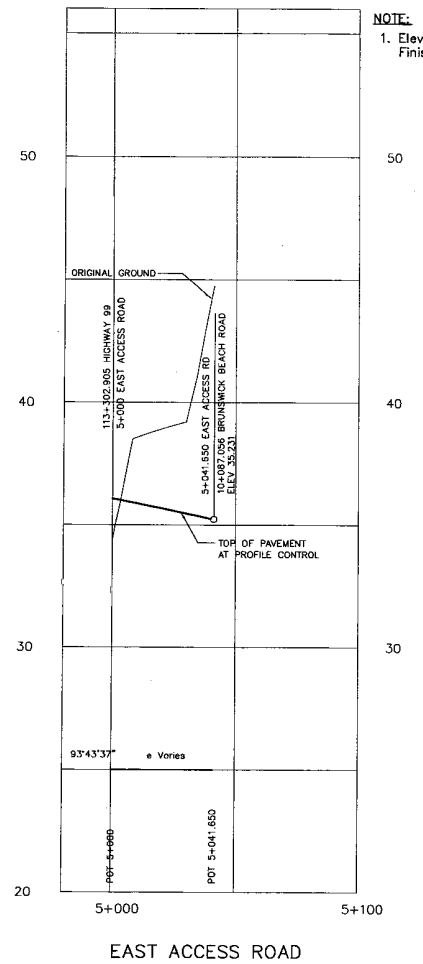 NOTE:
1. Elev
Finis
50
50
ORIGINAL GROUND
113+302.905 HIGHWAY 99
5+000 EAST ACCESS ROAD
5+041.650 EAST ACCESS RD
10+087.056 BRUNSWICK BEACH ROAD
ELEV 35.231
40
40
TOP OF PAVEMENT
AT PROFILE CONTROL
30
30
93°43'37" e Varies
POT 5+000
POT 5+041.650
20
5+000
5+100
EAST ACCESS ROAD